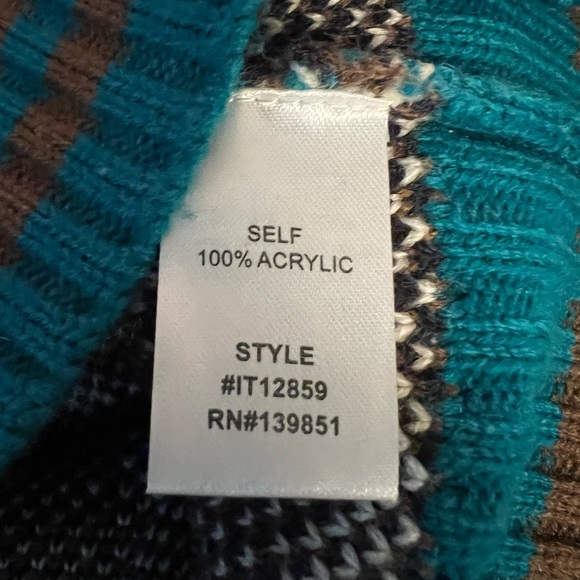 SELF
100% ACRYLIC
STYLE
#IT12859
RN#139851